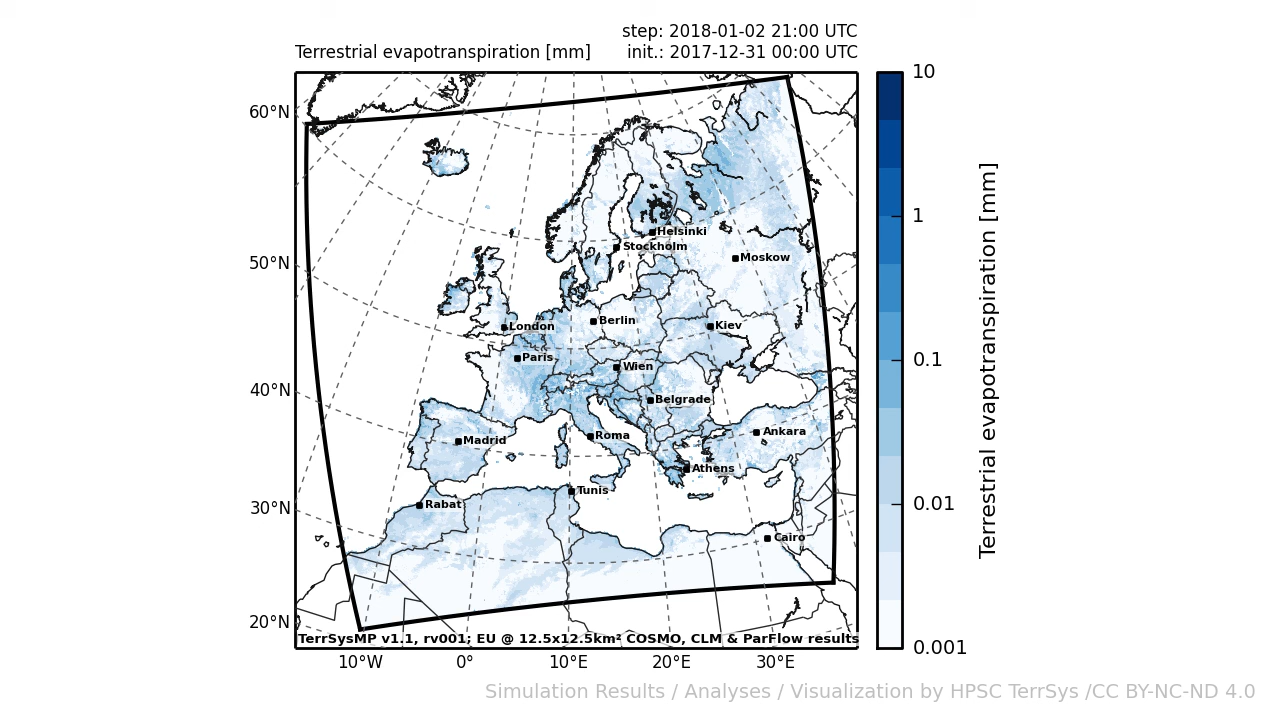 step: 2018-01-02 21:00 UTC
Terrestrial evapotranspiration [mm] init.: 2017-12-31 00:00 UTC
10
60°N
1
Helsinki
Stockholm
Moscow
50°N
London
Berlin
Kiev
Paris
0.1
Wien
40°N
Belgrade
Madrid
Roma
Ankara
Athens
Tunis
Rabat
0.01
30°N
Cairo
20°N
TerrSysMP v1.1, rv001; EU @ 12.5x12.5km² COSMO, CLM & ParFlow results
0.001
10°W 0° 10°E 20°E 30°E
Terrestrial evapotranspiration [mm]
Simulation Results / Analyses / Visualization by HPSC TerrSys /CC BY-NC-ND 4.0